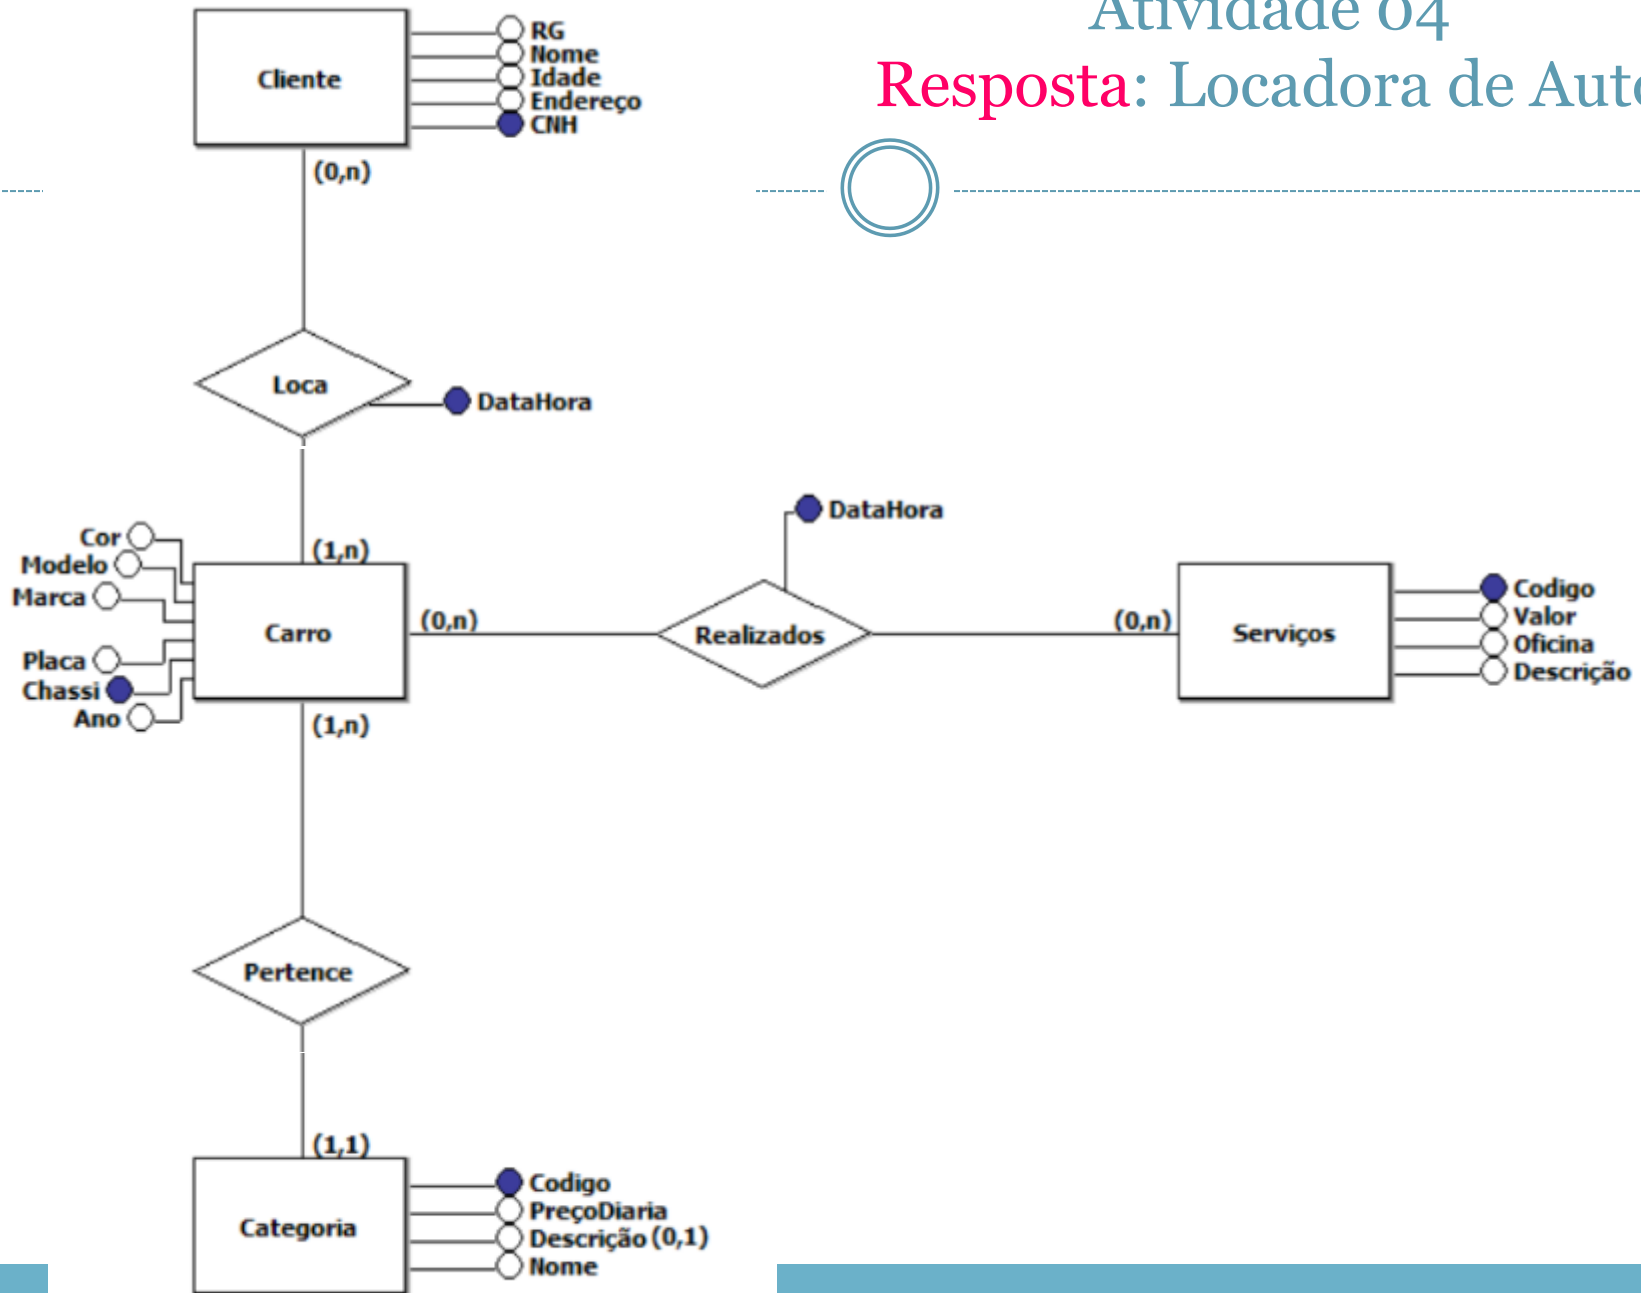 Atividade 04
Resposta: Locadora de Auto
Cliente
RG
Nome
Idade
Endereço
CNH
(0,n)
Loca
DataHora
(1,n)
Cor
Modelo
Marca
Placa
Chassi
Ano
Carro
(0,n)
DataHora
Realizados
(0,n)
Serviços
Codigo
Valor
Oficina
Descrição
(1,n)
Pertence
(1,1)
Categoria
Codigo
PreçoDiaria
Descrição (0,1)
Nome